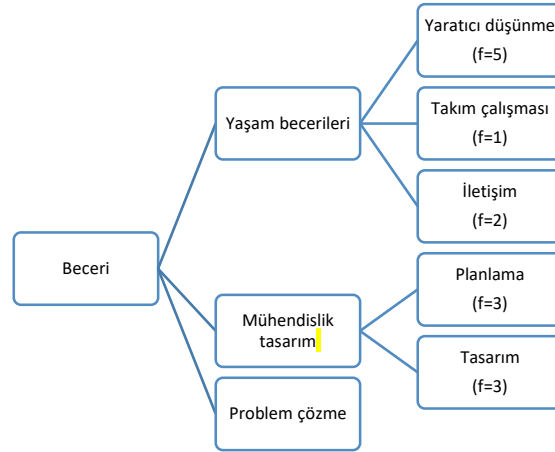 Beceri
Yaşam becerileri
Yaratıcı düşünme
(f=5)
Takım çalışması
(f=1)
İletişim
(f=2)
Mühendislik
tasarım
Planlama
(f=3)
Tasarım
(f=3)
Problem çözme